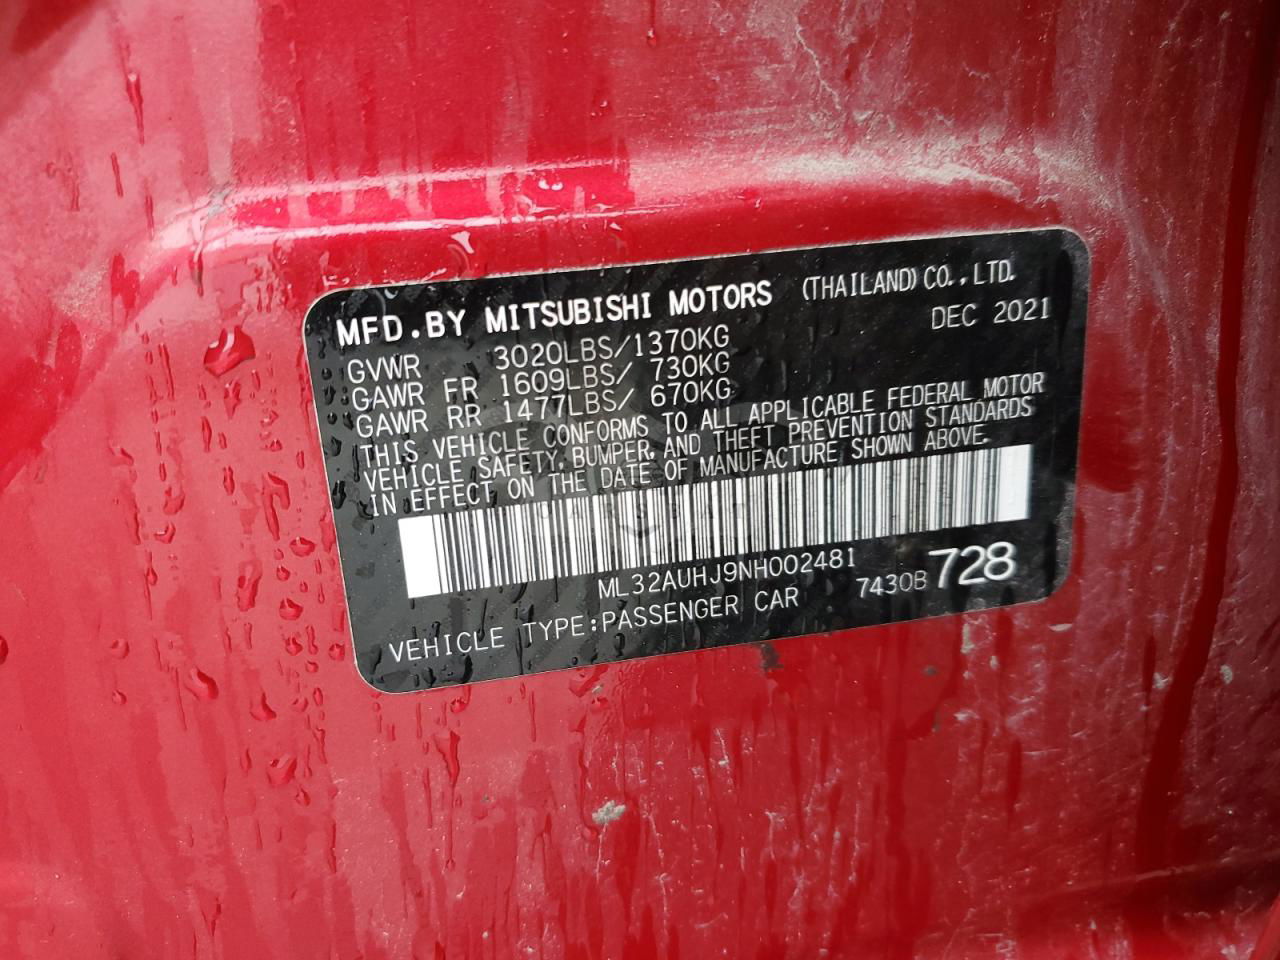 MFD.BY MITSUBISHI MOTORS (THAILAND) CO.,LTD.
DEC 2021
GVWR 3020LBS/1370KG
GAWR FR 1609LBS/ 730KG
GAWR RR 1477LBS/ 670KG
THIS VEHICLE CONFORMS TO ALL APPLICABLE FEDERAL MOTOR
VEHICLE SAFETY, BUMPER, AND THEFT PREVENTION STANDARDS
IN EFFECT ON THE DATE OF MANUFACTURE SHOWN ABOVE.
ML32AUHJ9NH002481
VEHICLE TYPE:PASSENGER CAR 7430B 728